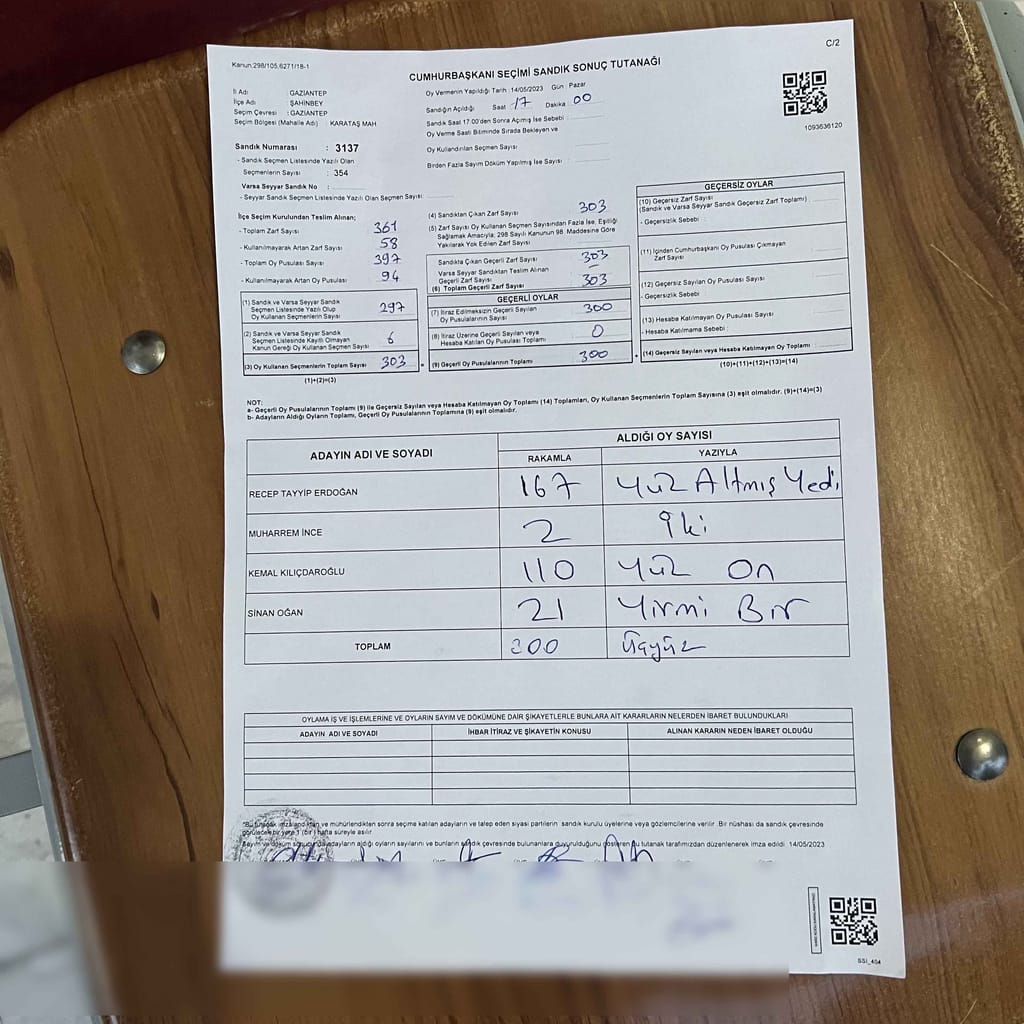 Kanun.298/105,6271/18-1
C/2
CUMHURBAŞKANI SEÇİMİ SANDIK SONUÇ TUTANAĞI
İl Adı : GAZİANTEP
İlçe Adı : ŞAHİNBEY
Seçim Çevresi : GAZİANTEP
Seçim Bölgesi (Mahalle Adı) : KARATAŞ MAH
Sandık Numarası : 3137
- Sandık Seçmen Listesinde Yazılı Olan
Seçmenlerin Sayısı : 354
Varsa Seyyar Sandık No :
- Seyyar Sandık Seçmen Listesinde Yazılı Olan Seçmen Sayısı:
Oy Vermenin Yapıldığı Tarih : 14/05/2023 Gün : Pazar
Sandığın Açıldığı Saat 17 Dakika 00
Sandık Saat 17.00'den Sonra Açmış İse Sebebi :
Oy Verme Saati Bitiminde Sırada Bekleyen ve
Oy Kullandırılan Seçmen Sayısı :
Birden Fazla Sayım Döküm Yapılmış İse Sayısı :
1093636120
İlçe Seçim Kurulundan Teslim Alınan;
- Toplam Zarf Sayısı : 361
- Kullanılmayarak Artan Zarf Sayısı : 58
- Toplam Oy Pusulası Sayısı : 397
- Kullanılmayarak Artan Oy Pusulası : 94
(1) Sandık ve Varsa Seyyar Sandık
Seçmen Listesinde Yazılı Olup
Oy Kullanan Seçmenlerin Sayısı : 297
(2) Sandık ve Varsa Seyyar Sandık
Seçmen Listesinde Kayıtlı Olmayan
Kanun Gereği Oy Kullanan Seçmen Sayısı : 6
(3) Oy Kullanan Seçmenlerin Toplam Sayısı : 303
(1)+(2)=(3)
(4) Sandıktan Çıkan Zarf Sayısı : 303
(5) Zarf Sayısı Oy Kullanan Seçmen Sayısından Fazla İse, Eşitliği
Sağlamak Amacıyla; 298 Sayılı Kanunun 98. Maddesine Göre
Yakılarak Yok Edilen Zarf Sayısı :
Sandıkta Çıkan Geçerli Zarf Sayısı : 303
Varsa Seyyar Sandıktan Teslim Alınan
Geçerli Zarf Sayısı : –
(6) Toplam Geçerli Zarf Sayısı : 303
GEÇERLİ OYLAR
(7) İtiraz Edilmeksizin Geçerli Sayılan
Oy Pusulalarının Sayısı : 300
(8) İtiraz Üzerine Geçerli Sayılan veya
Hesaba Katılan Oy Pusulası Toplamı : 0
(9) Geçerli Oy Pusulalarının Toplamı : 300
GEÇERSİZ OYLAR
(10) Geçersiz Zarf Sayısı
(Sandık ve Varsa Seyyar Sandık Geçersiz Zarf Toplamı) :
- Geçersizlik Sebebi :
(11) İçinden Cumhurbaşkanı Oy Pusulası Çıkmayan
Zarf Sayısı :
(12) Geçersiz Sayılan Oy Pusulası Sayısı :
- Geçersizlik Sebebi :
(13) Hesaba Katılmayan Oy Pusulası Sayısı :
- Hesaba Katılmama Sebebi :
(14) Geçersiz Sayılan veya Hesaba Katılmayan Oy Toplamı :
(10)+(11)+(12)+(13)=(14)
NOT:
a- Geçerli Oy Pusulalarının Toplamı (9) ile Geçersiz Sayılan veya Hesaba Katılmayan Oy Toplamı (14) Toplamları, Oy Kullanan Seçmenlerin Toplam Sayısına (3) eşit olmalıdır. (9)+(14)=(3)
b- Adayların Aldığı Oyların Toplamı, Geçerli Oy Pusulalarının Toplamına (9) eşit olmalıdır.
ADAYIN ADI VE SOYADI
ALDIĞI OY SAYISI
RAKAMLA YAZIYLA
RECEP TAYYİP ERDOĞAN 167 Yüz Altmış Yedi
MUHARREM İNCE 2 İki
KEMAL KILIÇDAROĞLU 110 Yüz On
SİNAN OĞAN 21 Yirmi Bir
TOPLAM 300 Üçyüz
OYLAMA İŞ VE İŞLEMLERİNE VE OYLARIN SAYIM VE DÖKÜMÜNE DAİR ŞİKAYETLERLE BUNLARA AİT KARARLARIN NELERDEN İBARET BULUNDUKLARI
ADAYIN ADI VE SOYADI İHBAR İTİRAZ VE ŞİKAYETİN KONUSU ALINAN KARARIN NEDEN İBARET OLDUĞU
*Bu tutanak imzalandıktan ve mühürlendikten sonra seçime katılan adayların ve talep eden siyasi partilerin sandık kurulu üyelerine veya gözlemcilerine verilir. Bir nüshası da sandık çevresinde
görülecek bir yere 1 (bir) hafta süreyle asılır.
Sayım ve döküm sonucunda adayların aldığı oyların sayılarını ve bunların sandık çevresinde bulunanlara duyurulduğunu gösteren bu tutanak tarafımızdan düzenlenerek imza edildi. 14/05/2023
SSİ_404